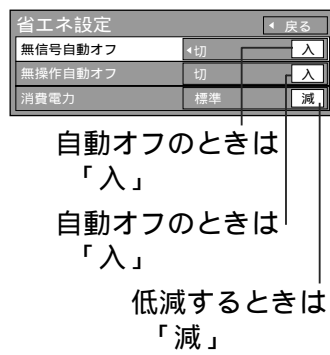 省エネ設定 ◂ 戻る
無信号自動オフ ◂切 入
無操作自動オフ 切 入
消費電力 標準 減
自動オフのときは
「入」
自動オフのときは
「入」
低減するときは
「減」